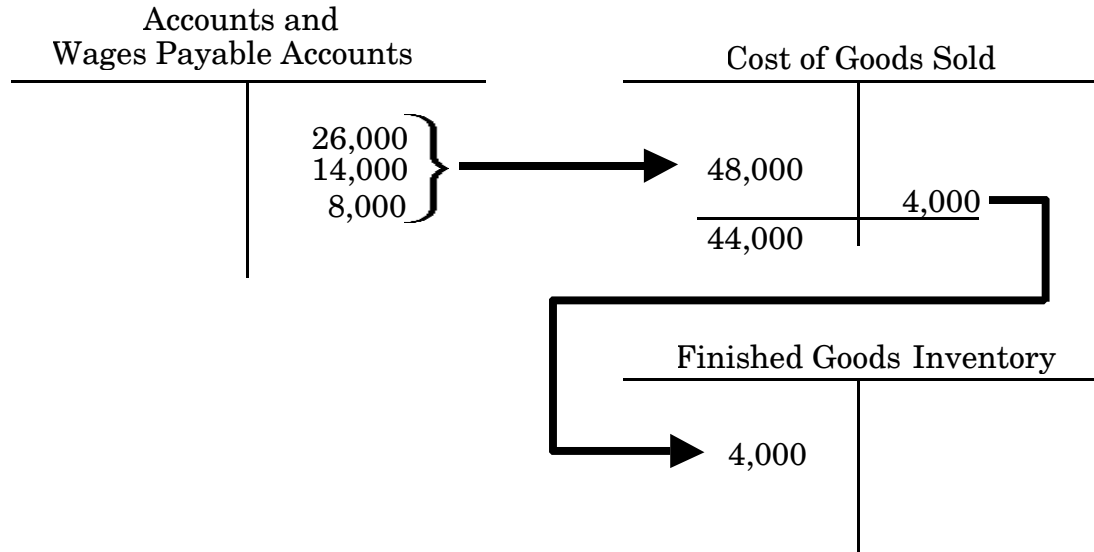 Accounts and
Wages Payable Accounts
Cost of Goods Sold
26,000
14,000
8,000
48,000
4,000
44,000
Finished Goods Inventory
4,000